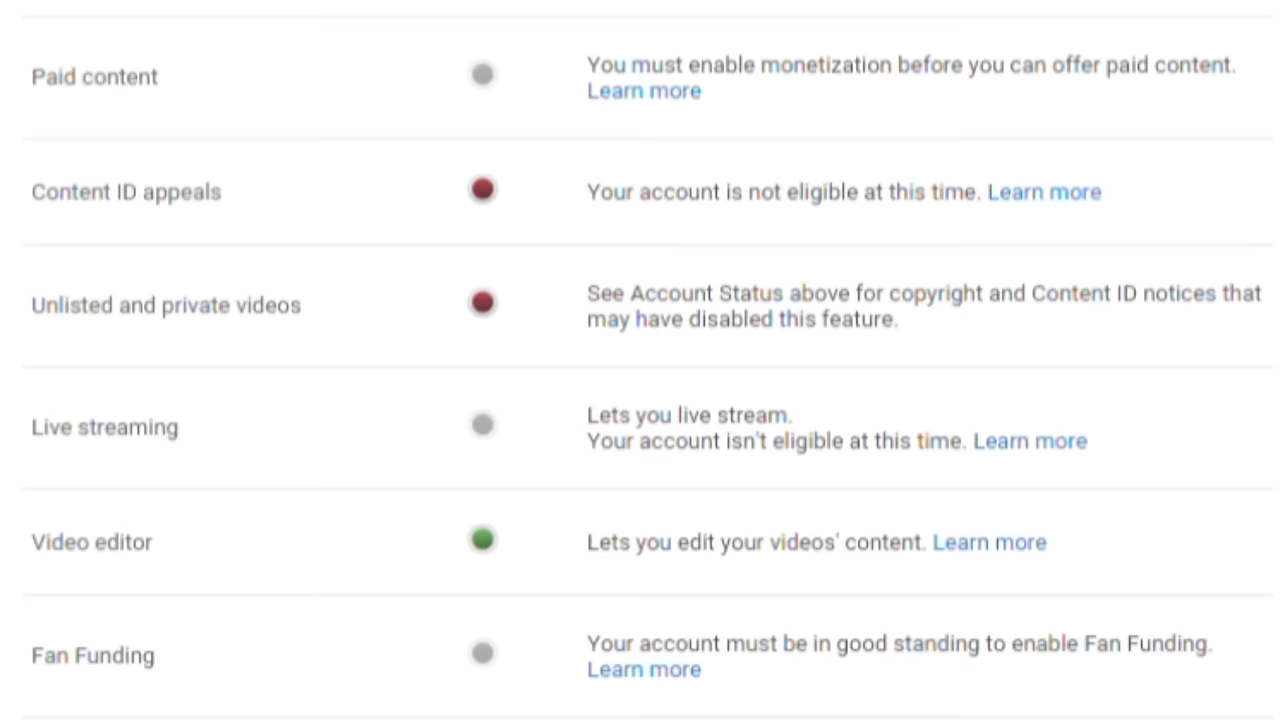 Paid content
You must enable monetization before you can offer paid content.
Learn more
Content ID appeals
Your account is not eligible at this time. Learn more
Unlisted and private videos
See Account Status above for copyright and Content ID notices that
may have disabled this feature.
Live streaming
Lets you live stream.
Your account isn't eligible at this time. Learn more
Video editor
Lets you edit your videos' content. Learn more
Fan Funding
Your account must be in good standing to enable Fan Funding.
Learn more